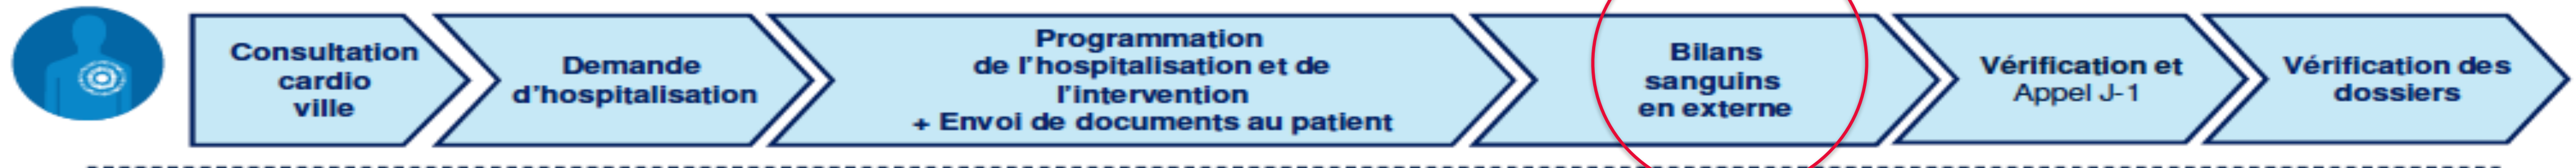 Consultation
cardio
ville
Demande
d'hospitalisation
Programmation
de l'hospitalisation et de
l'intervention
+ Envoi de documents au patient
Bilans
sanguins
en externe
Vérification et
Appel J-1
Vérification des
dossiers